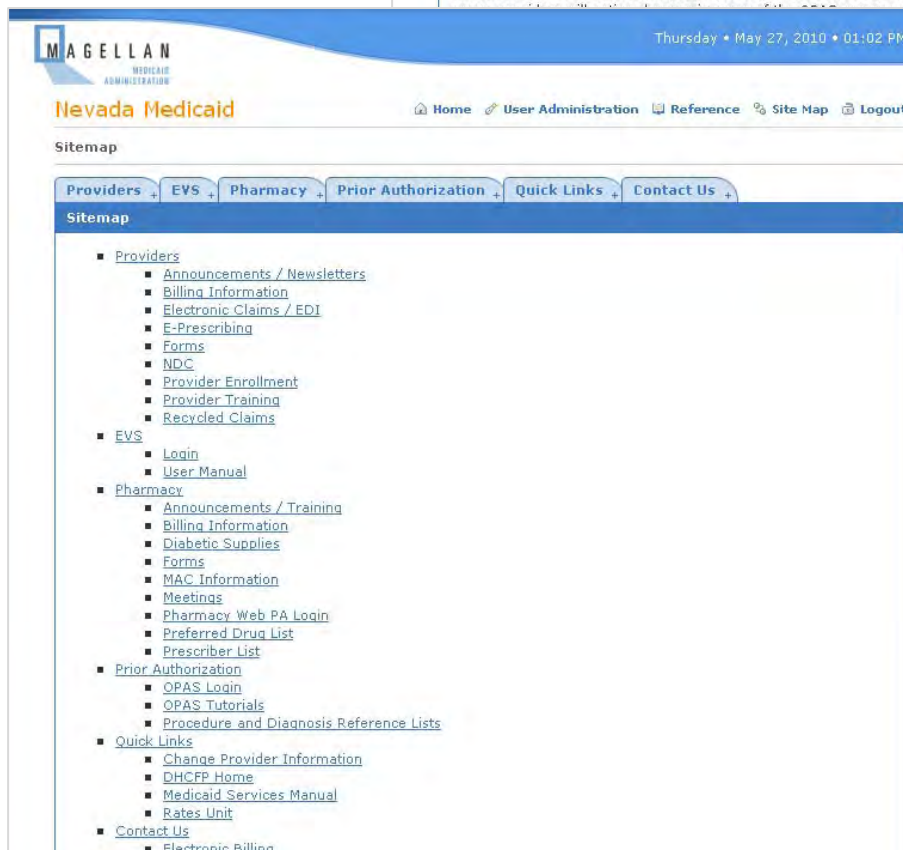 Thursday • May 27, 2010 • 01:02 PM
MAGELLAN
MEDICAID
ADMINISTRATION
Nevada Medicaid
Home User Administration Reference Site Map Logout
Sitemap
Providers + EVS + Pharmacy + Prior Authorization + Quick Links + Contact Us +
Sitemap
Providers
Announcements / Newsletters
Billing Information
Electronic Claims / EDI
E-Prescribing
Forms
NDC
Provider Enrollment
Provider Training
Recycled Claims
EVS
Login
User Manual
Pharmacy
Announcements / Training
Billing Information
Diabetic Supplies
Forms
MAC Information
Meetings
Pharmacy Web PA Login
Preferred Drug List
Prescriber List
Prior Authorization
OPAS Login
OPAS Tutorials
Procedure and Diagnosis Reference Lists
Quick Links
Change Provider Information
DHCFP Home
Medicaid Services Manual
Rates Unit
Contact Us
Electronic Billing